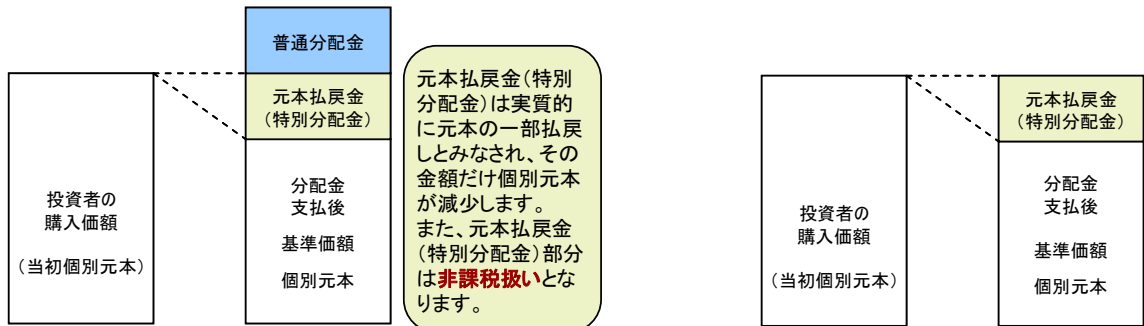 普通分配金
元本払戻金
(特別分配金)
投資者の
購入価額
(当初個別元本)
分配金
支払後
基準価額
個別元本
元本払戻金(特別
分配金)は実質的
に元本の一部払戻
しとみなされ、その
金額だけ個別元本
が減少します。
また、元本払戻金
(特別分配金)部分
は非課税扱いとな
ります。
元本払戻金
(特別分配金)
投資者の
購入価額
(当初個別元本)
分配金
支払後
基準価額
個別元本